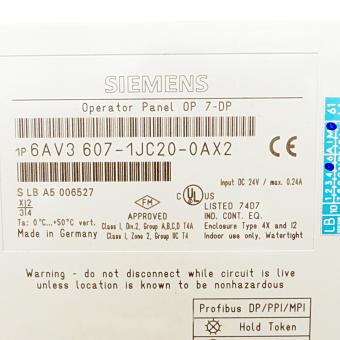 SIEMENS
Operator Panel OP 7-DP
1P 6AV3 607-1JC20-0AX2
S LB A5 006527
X|2
3|4
Ta: 0°C ..+50°C vert.
Made in Germany
FM
APPROVED
Class I, Div.2, Group A,B,C,D T4A
Class I, Zone 2, Group IIC T4
C UL US
LISTED 74D7
IND. CONT. EQ.
Input DC 24V/ max. 0.24A
Enclosure Type 4X and 12
Indoor use only, Watertight
CE
Warning - do not disconnect while circuit is live
unless location is known to be nonhazardous
Profibus DP/PPI/MPI
Hold Token
LB